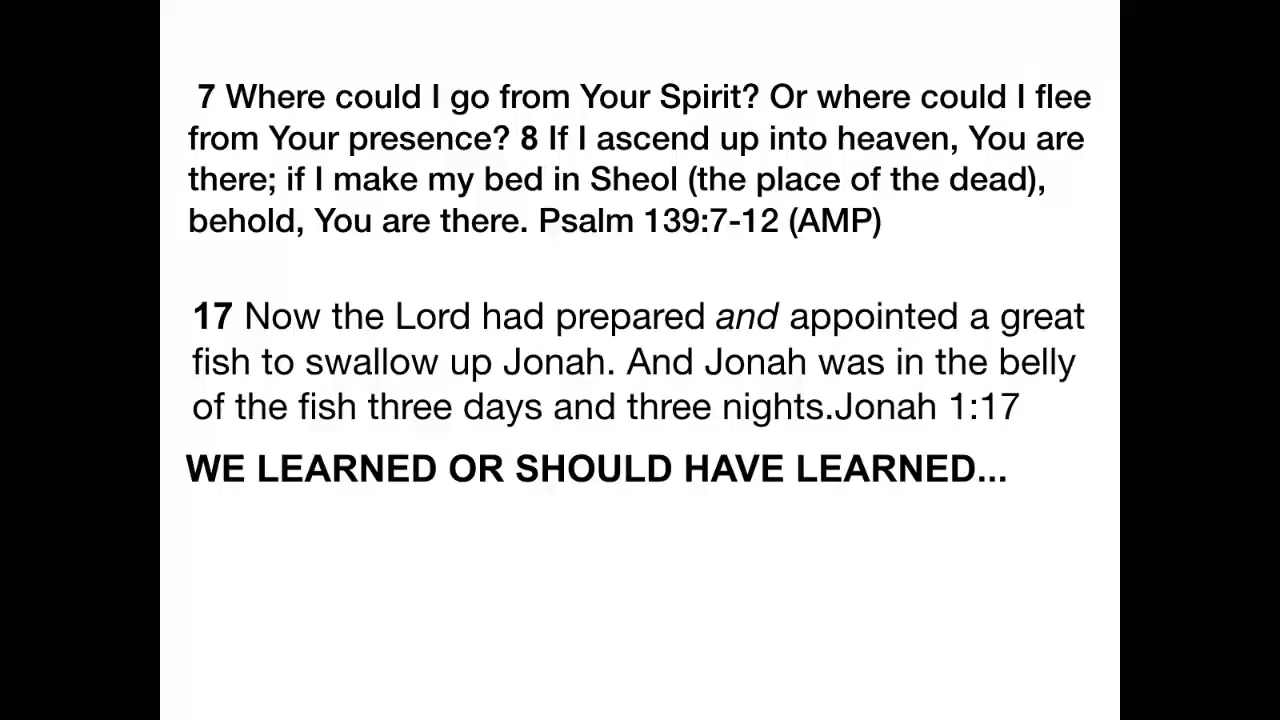 7 Where could I go from Your Spirit? Or where could I flee
from Your presence? 8 If I ascend up into heaven, You are
there; if I make my bed in Sheol (the place of the dead),
behold, You are there. Psalm 139:7-12 (AMP)
17 Now the Lord had prepared and appointed a great
fish to swallow up Jonah. And Jonah was in the belly
of the fish three days and three nights.Jonah 1:17
WE LEARNED OR SHOULD HAVE LEARNED...